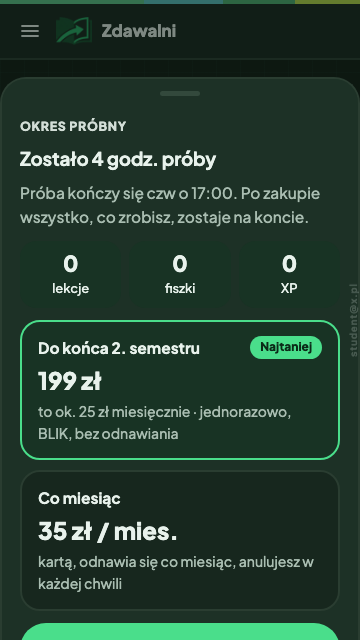 Zdawalni
OKRES PRÓBNY
Zostało 4 godz. próby
Próba kończy się czw o 17:00. Po zakupie
wszystko, co zrobisz, zostaje na koncie.
0
lekcje
0
fiszki
0
XP
Do końca 2. semestru
Najtaniej
199 zł
to ok. 25 zł miesięcznie · jednorazowo,
BLIK, bez odnawiania
Co miesiąc
35 zł / mies.
kartą, odnawia się co miesiąc, anulujesz w
każdej chwili
student@x.pl